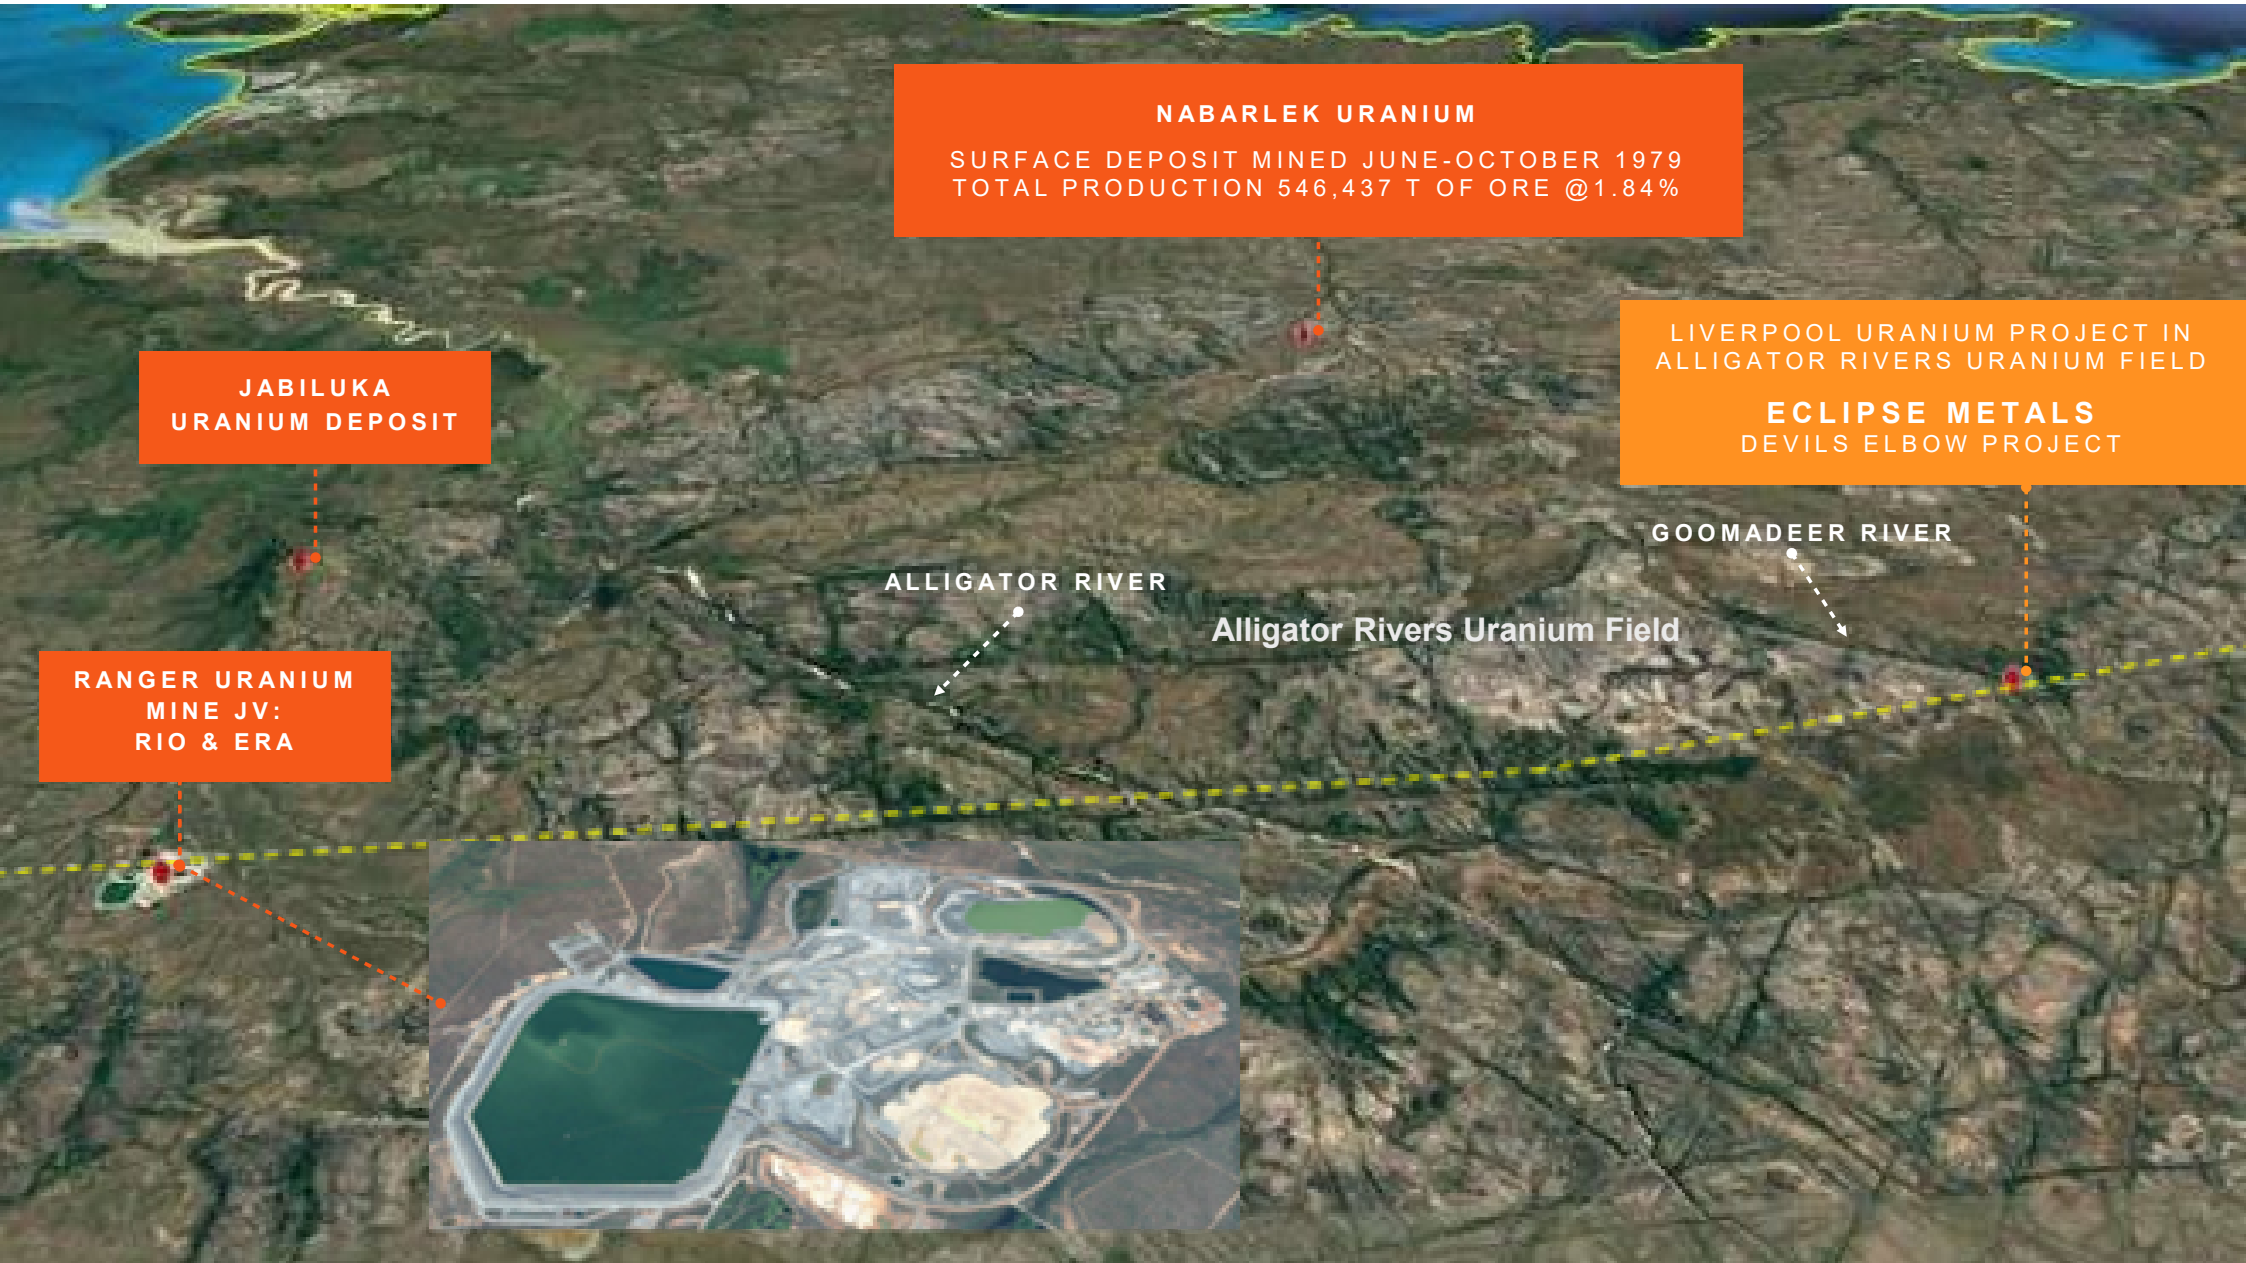 NABARLEK URANIUM
SURFACE DEPOSIT MINED JUNE-OCTOBER 1979
TOTAL PRODUCTION 546,437 T OF ORE @1.84%
LIVERPOOL URANIUM PROJECT IN
ALLIGATOR RIVERS URANIUM FIELD
ECLIPSE METALS
DEVILS ELBOW PROJECT
JABILUKA
URANIUM DEPOSIT
GOOMADEER RIVER
ALLIGATOR RIVER
Alligator Rivers Uranium Field
RANGER URANIUM
MINE JV:
RIO & ERA